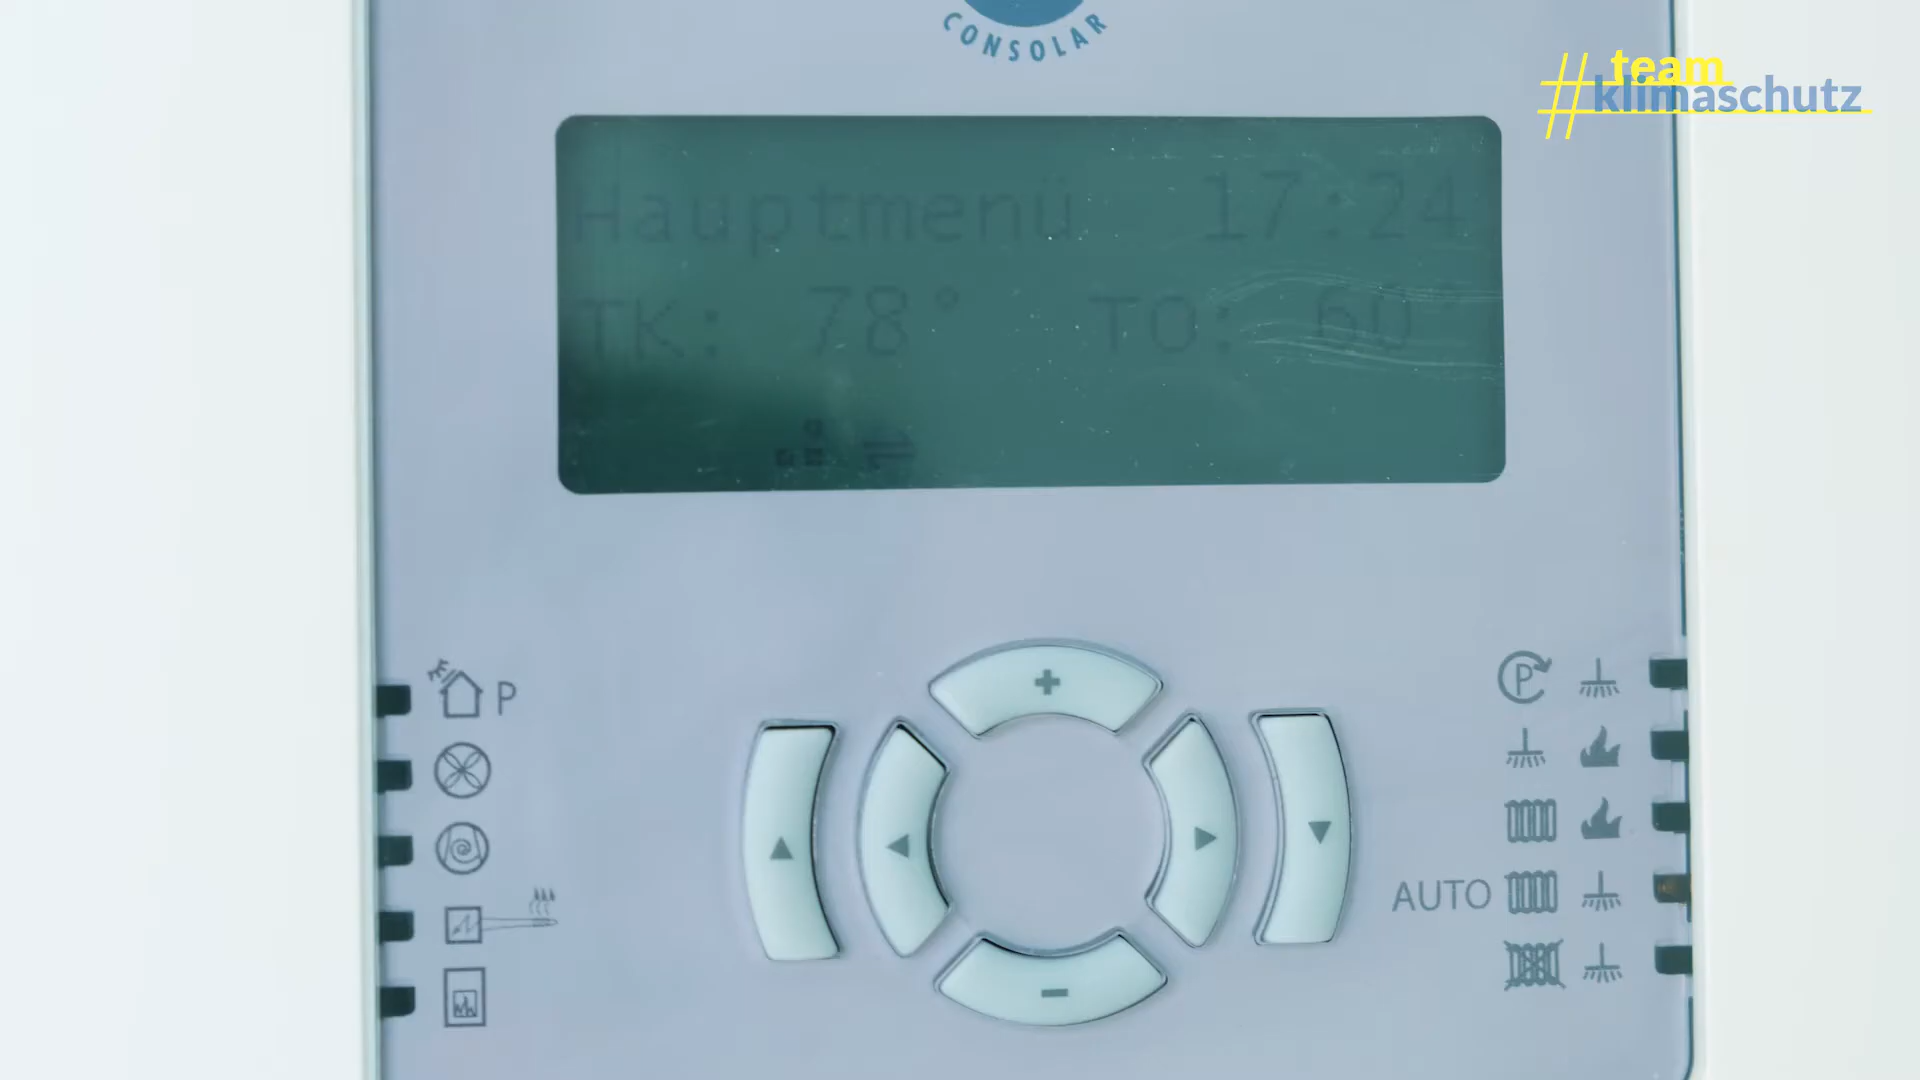 CONSOLAR
#team
klimaschutz
Hauptmenü 17:24
TK: 78° TO: 60°
P
P
AUTO